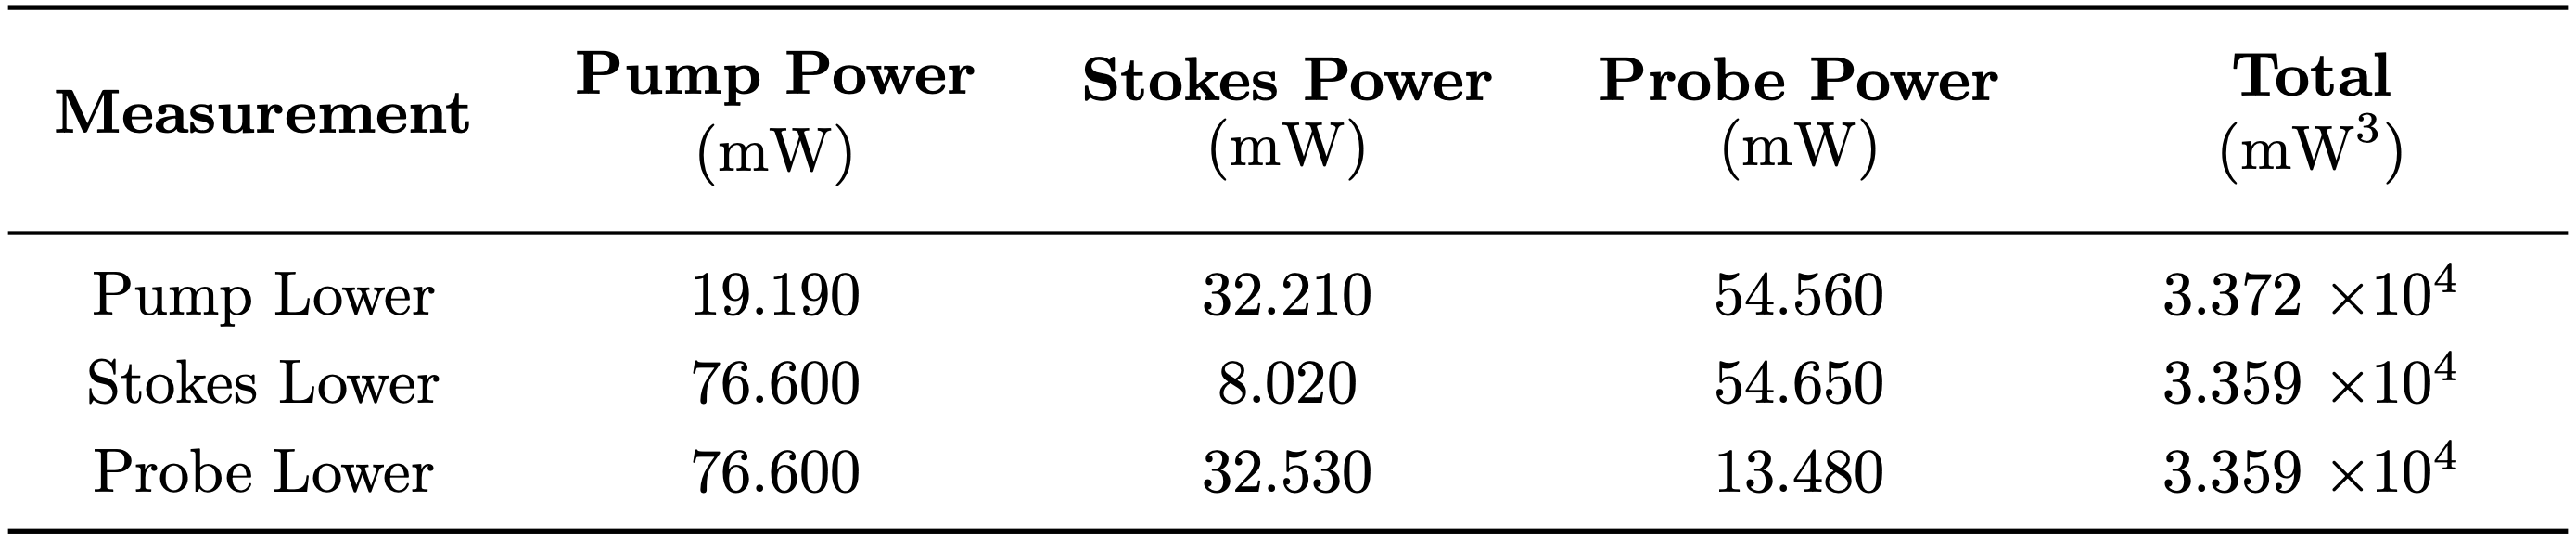 Measurement Pump Power (mW) Stokes Power (mW) Probe Power (mW) Total (mW³)
Pump Lower 19.190 32.210 54.560 3.372 ×10⁴
Stokes Lower 76.600 8.020 54.650 3.359 ×10⁴
Probe Lower 76.600 32.530 13.480 3.359 ×10⁴